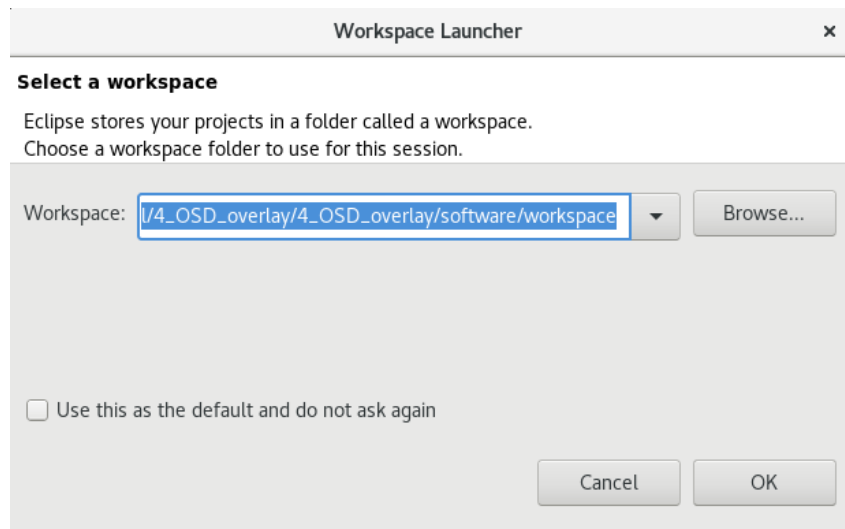 Workspace Launcher
Select a workspace
Eclipse stores your projects in a folder called a workspace.
Choose a workspace folder to use for this session.
Workspace: l/4_OSD_overlay/4_OSD_overlay/software/workspace Browse...
Use this as the default and do not ask again
Cancel OK